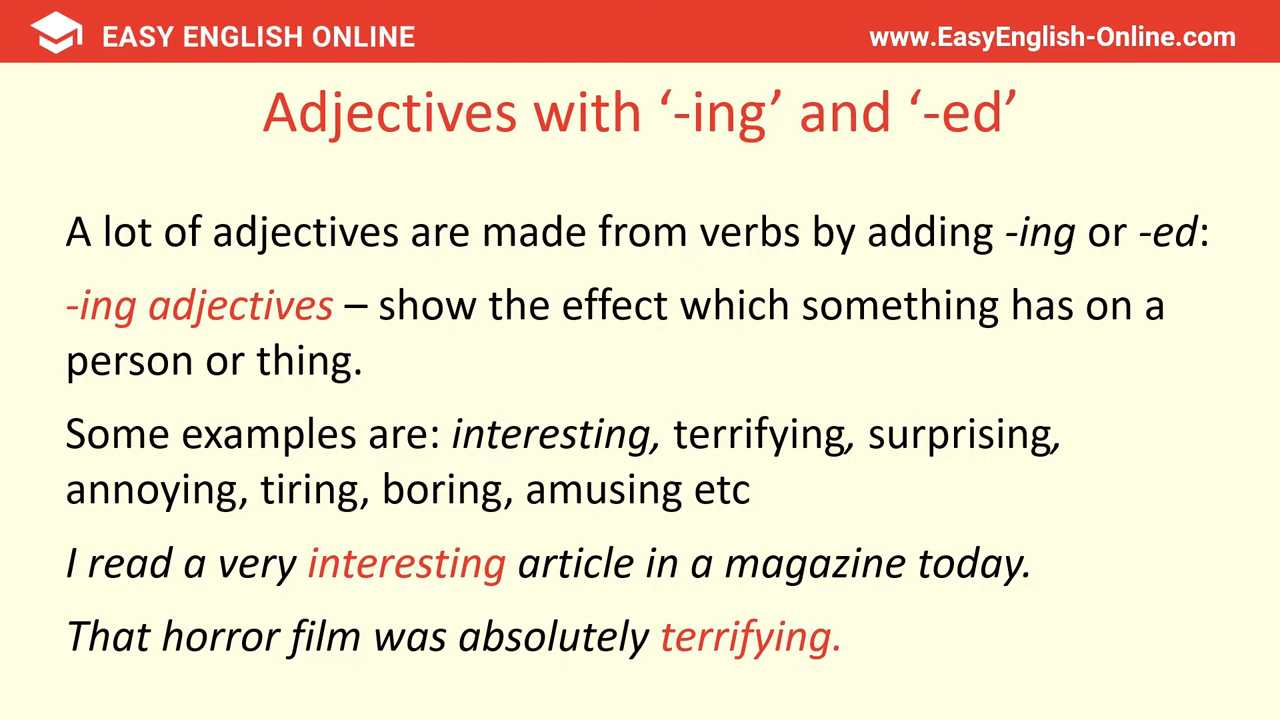 EASY ENGLISH ONLINE
www.EasyEnglish-Online.com
Adjectives with ‘-ing’ and ‘-ed’
A lot of adjectives are made from verbs by adding -ing or -ed:
-ing adjectives – show the effect which something has on a
person or thing.
Some examples are: interesting, terrifying, surprising,
annoying, tiring, boring, amusing etc
I read a very interesting article in a magazine today.
That horror film was absolutely terrifying.